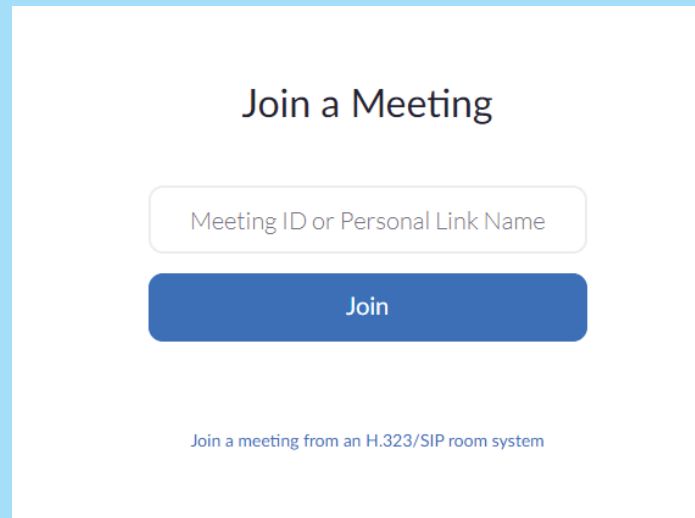 Join a Meeting
Meeting ID or Personal Link Name
Join
Join a meeting from an H.323/SIP room system